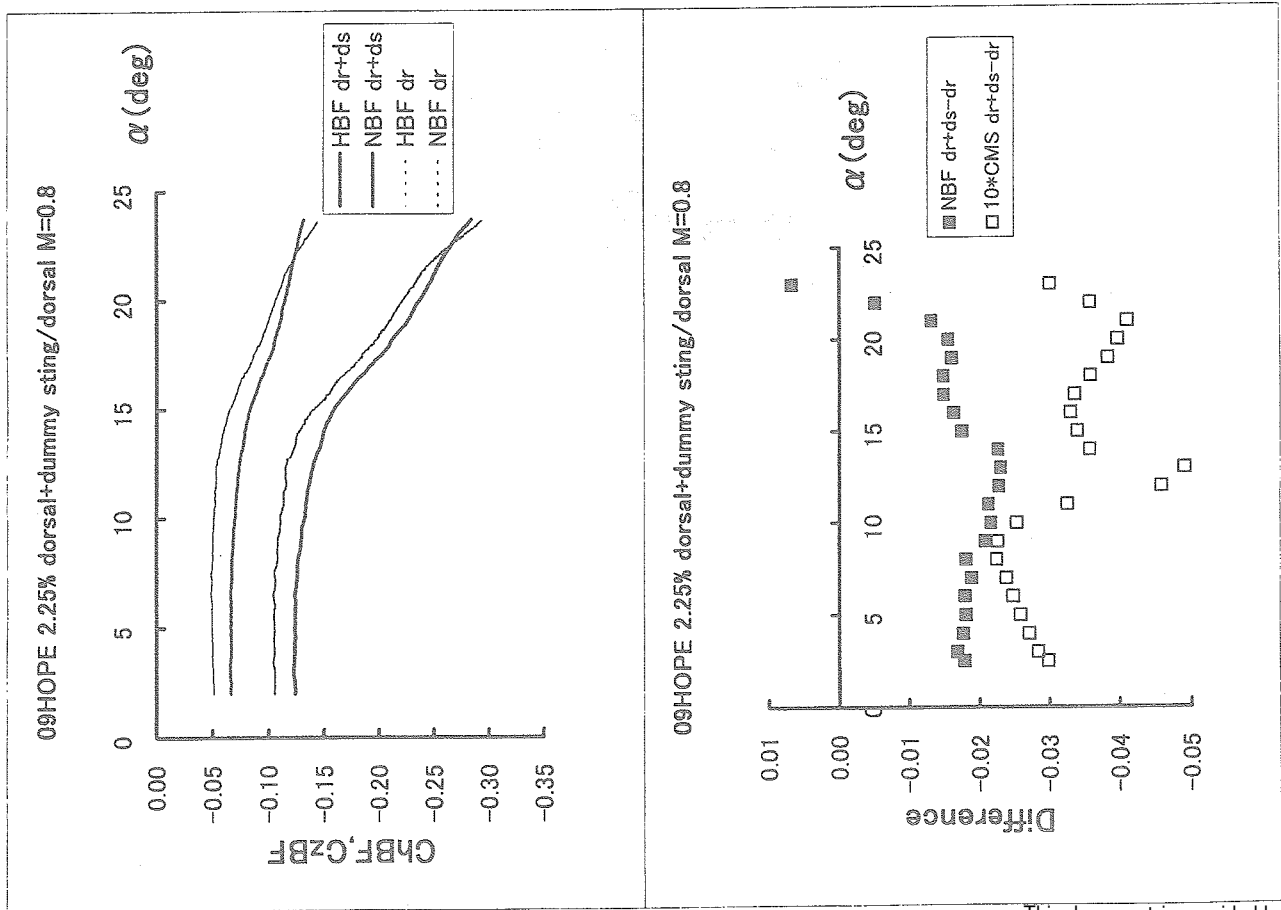 09HOPE 2.25% dorsal+dummy sting/dorsal M=0.8
α(deg)
0 5 10 15 20 25
0.00
-0.05
-0.10
-0.15
-0.20
-0.25
-0.30
-0.35
ChBF,CzBF
HBF dr+ds
NBF dr+ds
HBF dr
NBF dr
09HOPE 2.25% dorsal+dummy sting/dorsal M=0.8
α(deg)
0 5 10 15 20 25
0.01
0.00
-0.01
-0.02
-0.03
-0.04
-0.05
Difference
NBF dr+ds-dr
10*CMS dr+ds-dr